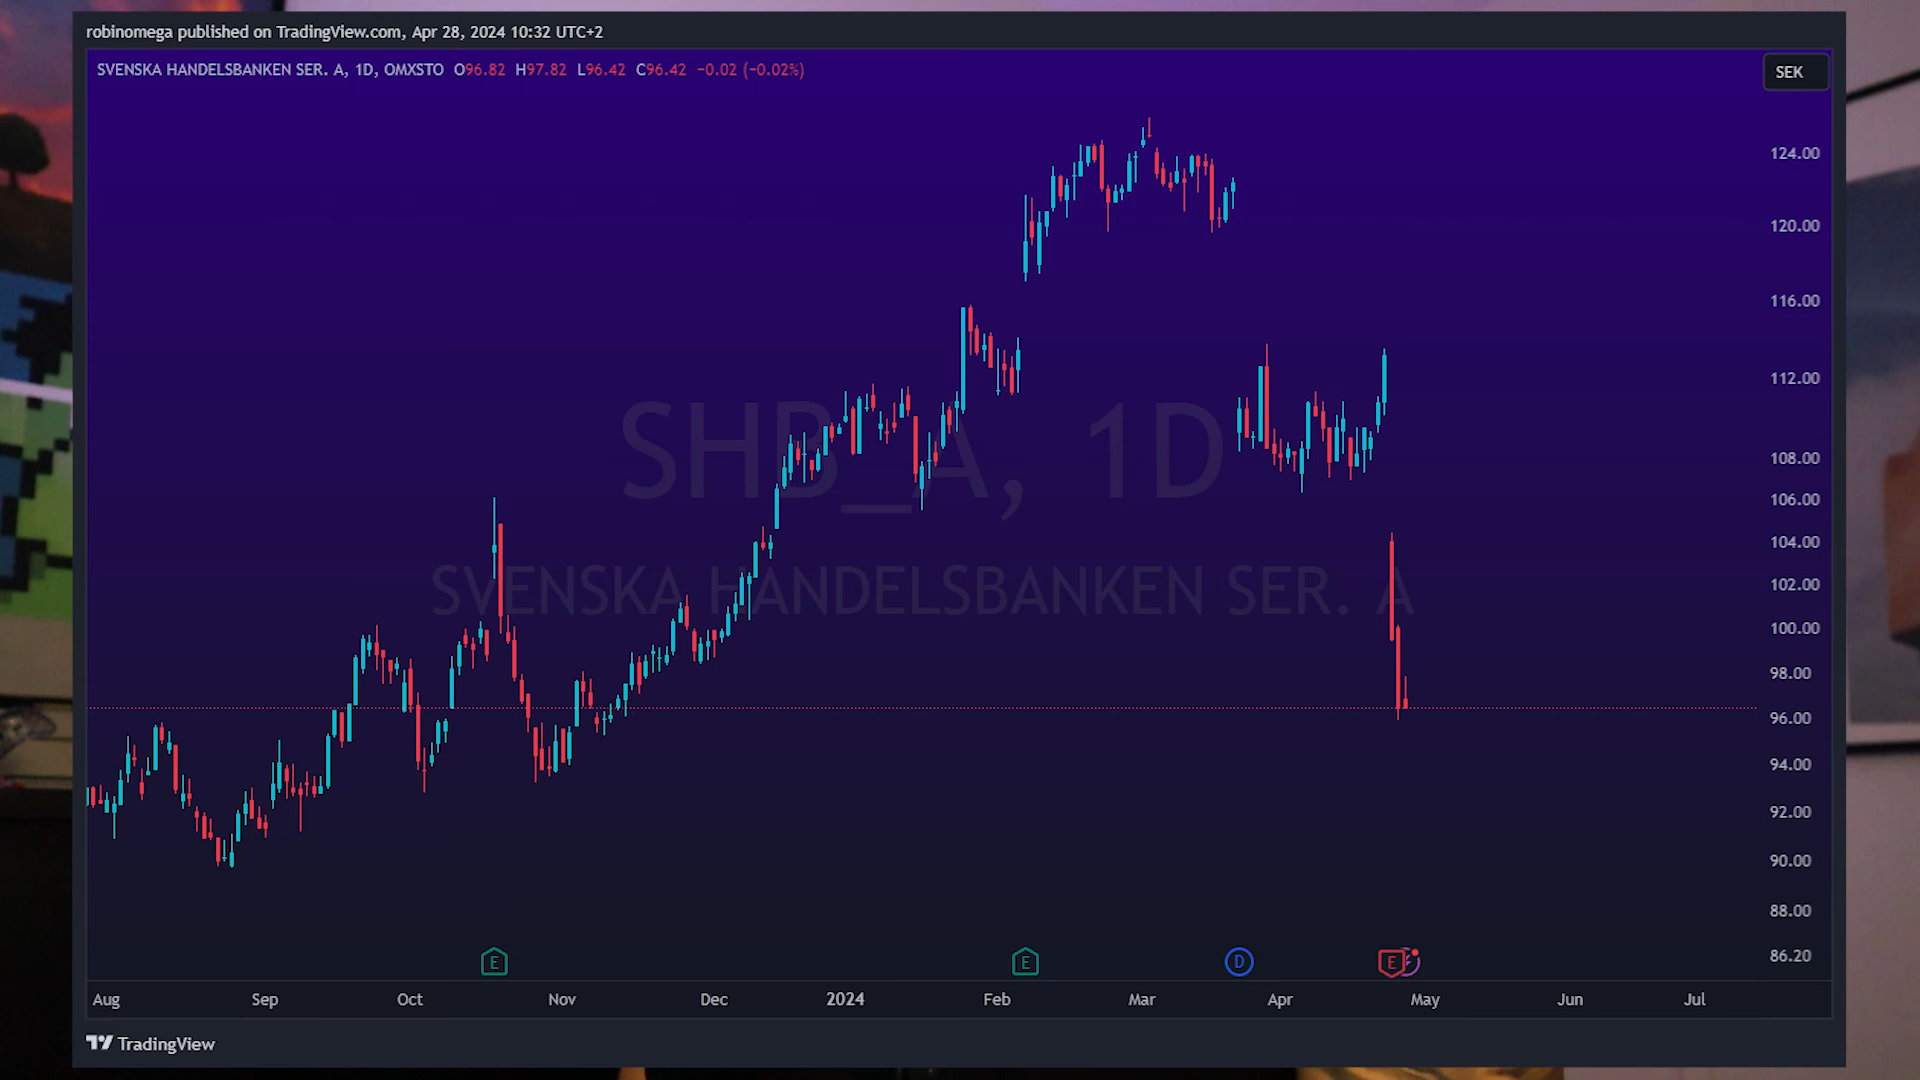 robinomega published on TradingView.com, Apr 28, 2024 10:32 UTC+2
SVENSKA HANDELSBANKEN SER. A, 1D, OMXSTO O96.82 H97.82 L96.42 C96.42 −0.02 (−0.02%)
SEK
124.00
120.00
116.00
112.00
108.00
106.00
104.00
102.00
100.00
98.00
96.00
94.00
92.00
90.00
88.00
86.20
SHB_A, 1D
SVENSKA HANDELSBANKEN SER. A
E E D E
Aug Sep Oct Nov Dec 2024 Feb Mar Apr May Jun Jul
TradingView